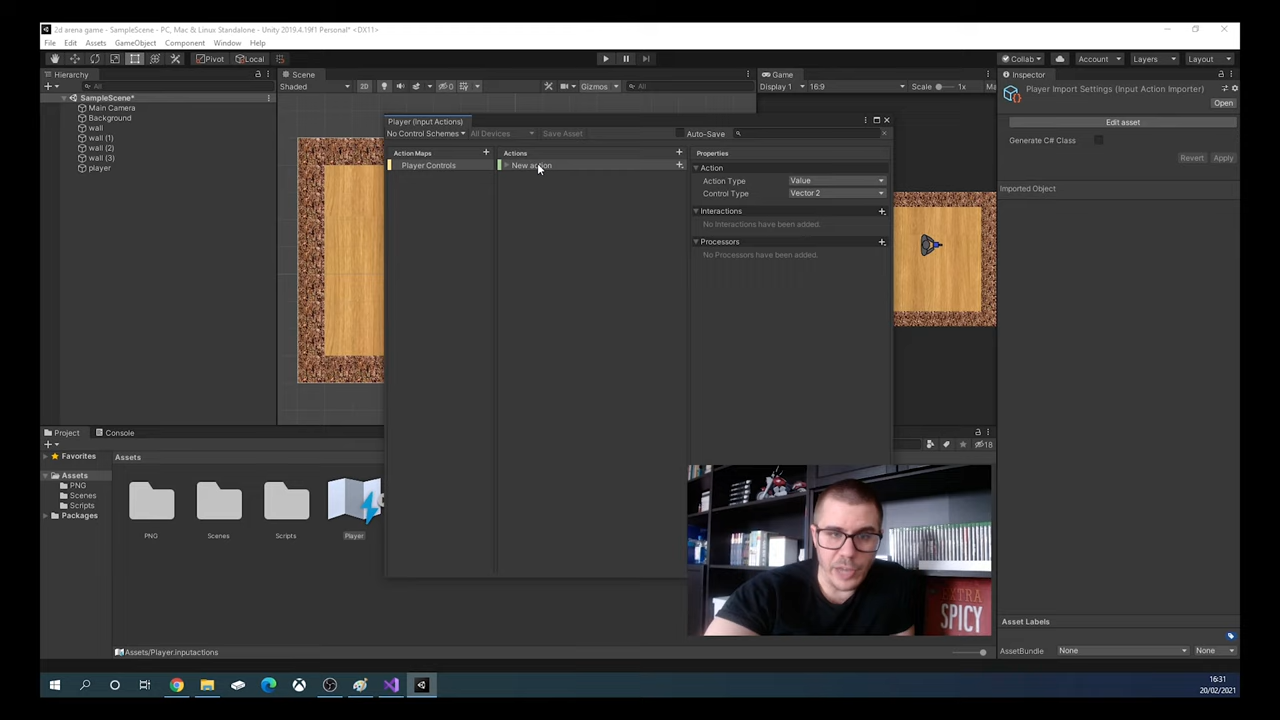 2d arena game - SampleScene - PC, Mac & Linux Standalone - Unity 2019.4.19f1 Personal* <DX11>
File Edit Assets GameObject Component Window Help
Pivot Local Collab Account Layers Layout
Hierarchy Scene Game Inspector
All Shaded 2D 0 Gizmos All Display 1 16:9 Scale 1x
SampleScene*
Main Camera
Background
wall
wall (1)
wall (2)
wall (3)
player
Player (Input Actions)
No Control Schemes All Devices Save Asset Auto-Save
Action Maps Actions Properties
Player Controls New action Action
Action Type Value
Control Type Vector 2
Interactions
No Interactions have been added.
Processors
No Processors have been added.
Player Import Settings (Input Action Importer)
Open
Edit asset
Generate C# Class
Revert Apply
Imported Object
Project Console
18
Favorites
Assets
PNG
Scenes
Scripts
Packages
Assets
PNG Scenes Scripts Player
Assets/Player.inputactions
EXTRA
SPICY
Asset Labels
AssetBundle None None
16:31
20/02/2021